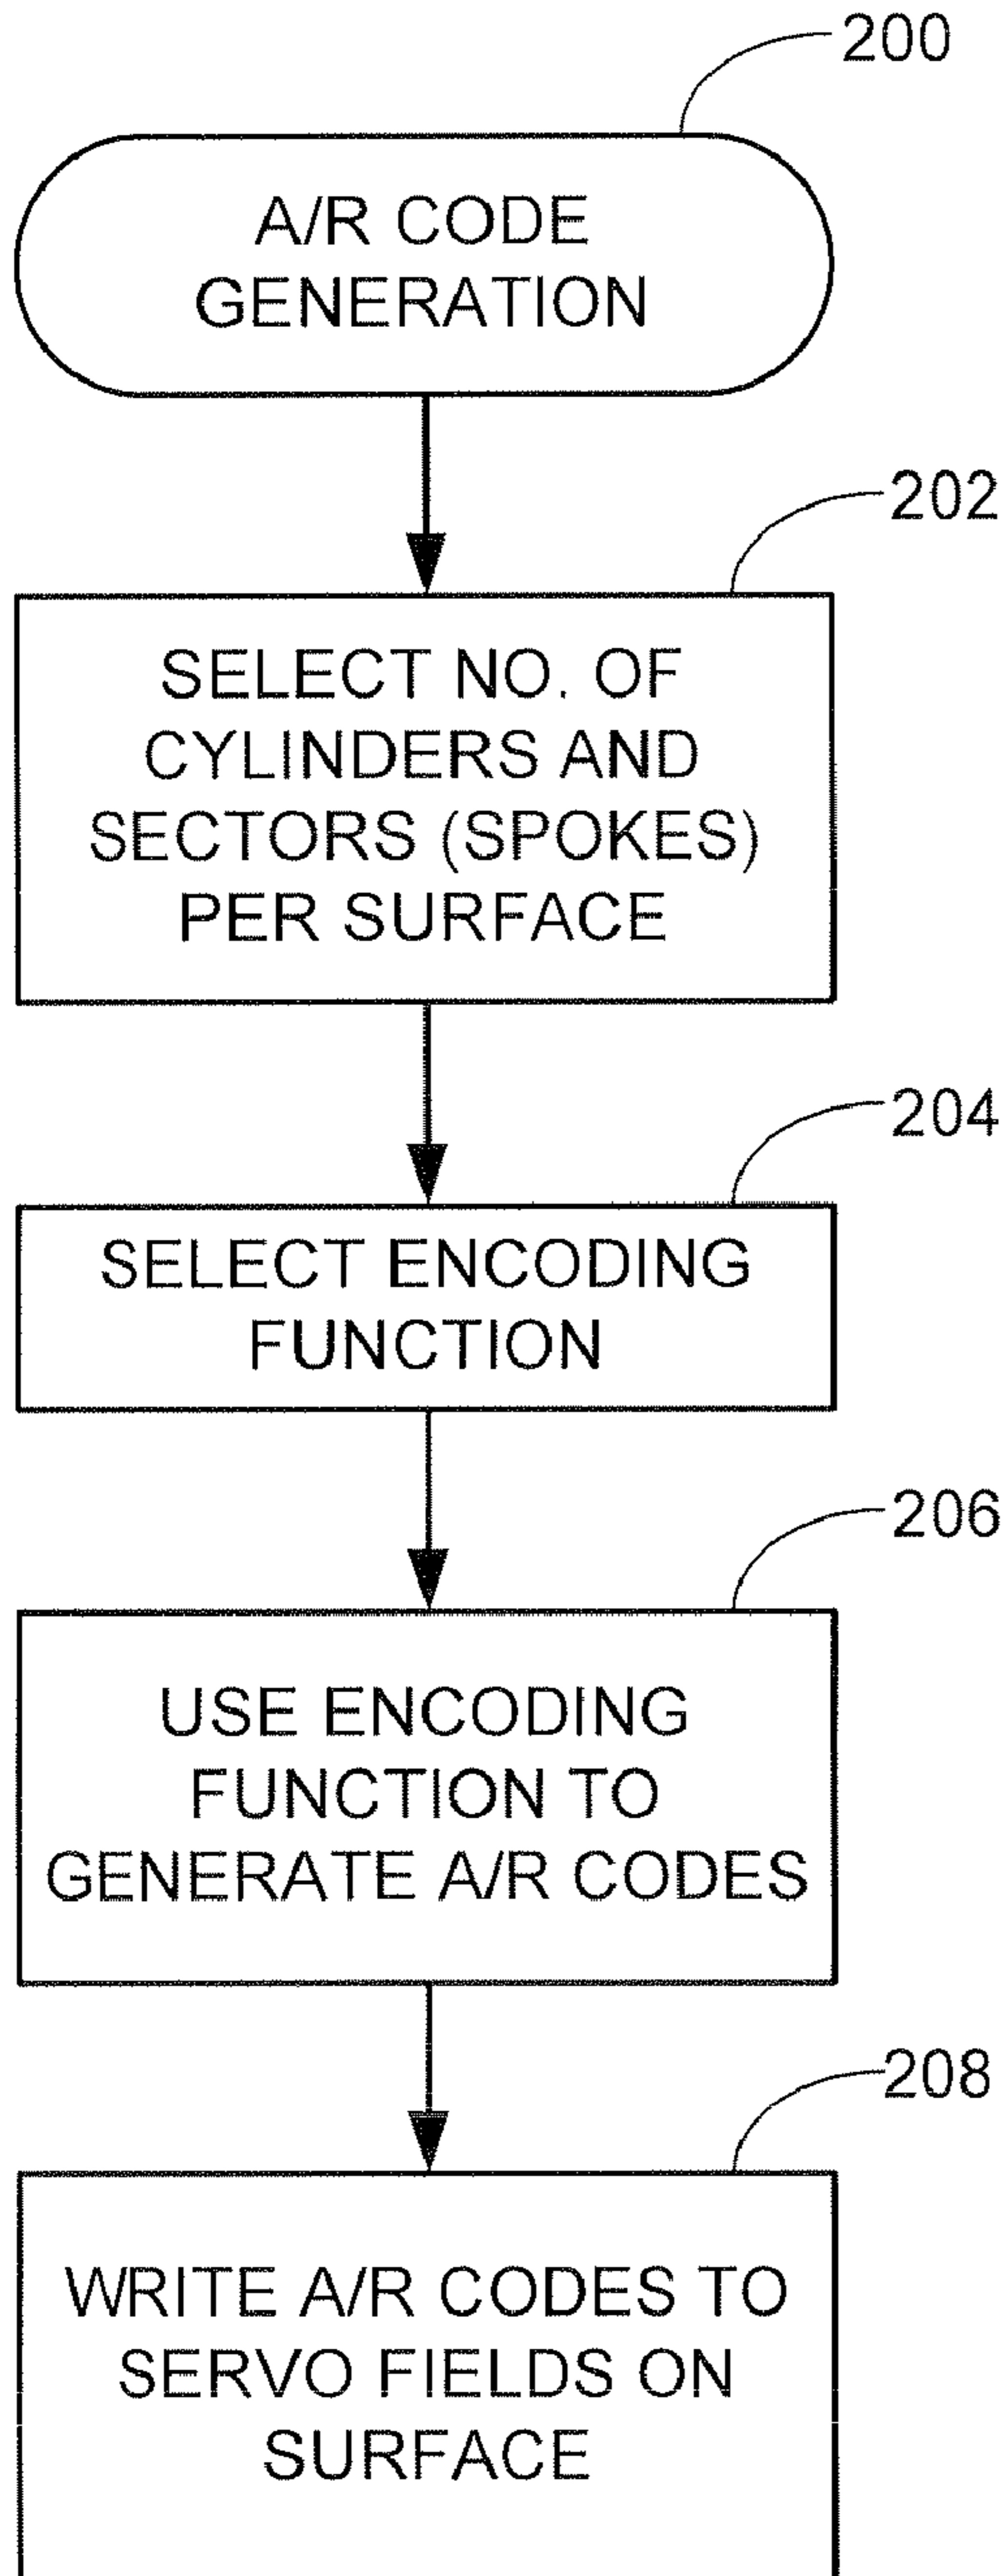 200
A/R CODE
GENERATION
202
SELECT NO. OF
CYLINDERS AND
SECTORS (SPOKES)
PER SURFACE
204
SELECT ENCODING
FUNCTION
206
USE ENCODING
FUNCTION TO
GENERATE A/R CODES
208
WRITE A/R CODES TO
SERVO FIELDS ON
SURFACE